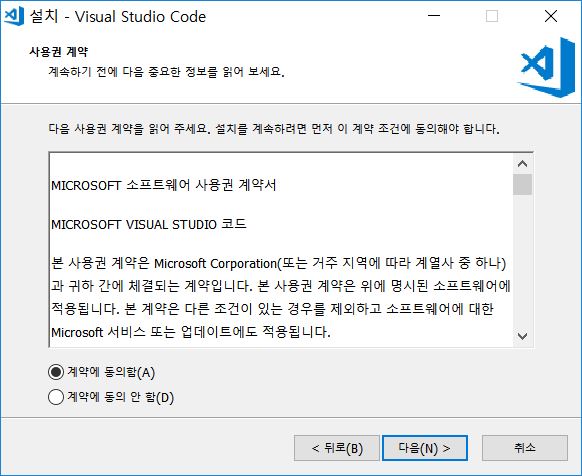 설치 - Visual Studio Code
사용권 계약
계속하기 전에 다음 중요한 정보를 읽어 보세요.
다음 사용권 계약을 읽어 주세요. 설치를 계속하려면 먼저 이 계약 조건에 동의해야 합니다.
MICROSOFT 소프트웨어 사용권 계약서
MICROSOFT VISUAL STUDIO 코드
본 사용권 계약은 Microsoft Corporation(또는 거주 지역에 따라 계열사 중 하나)
과 귀하 간에 체결되는 계약입니다. 본 사용권 계약은 위에 명시된 소프트웨어에
적용됩니다. 본 계약은 다른 조건이 있는 경우를 제외하고 소프트웨어에 대한
Microsoft 서비스 또는 업데이트에도 적용됩니다.
계약에 동의함(A)
계약에 동의 안 함(D)
< 뒤로(B)
다음(N) >
취소